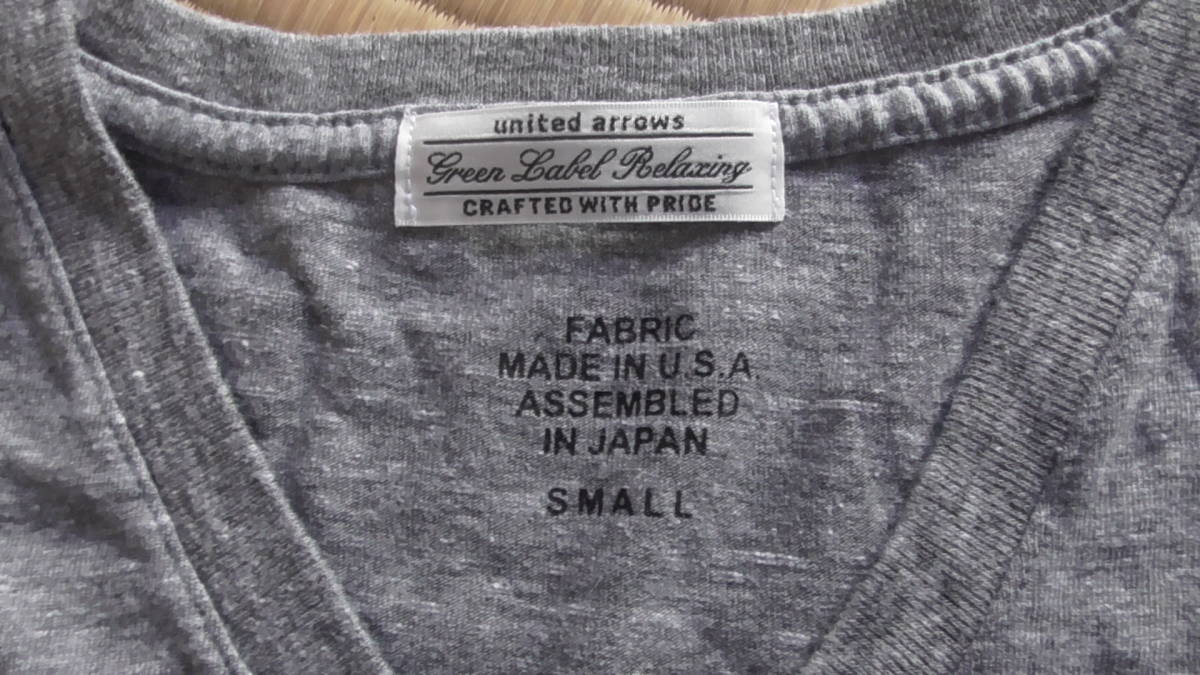 united arrows
Green Label Relaxing
CRAFTED WITH PRIDE
FABRIC
MADE IN U.S.A.
ASSEMBLED
IN JAPAN
SMALL